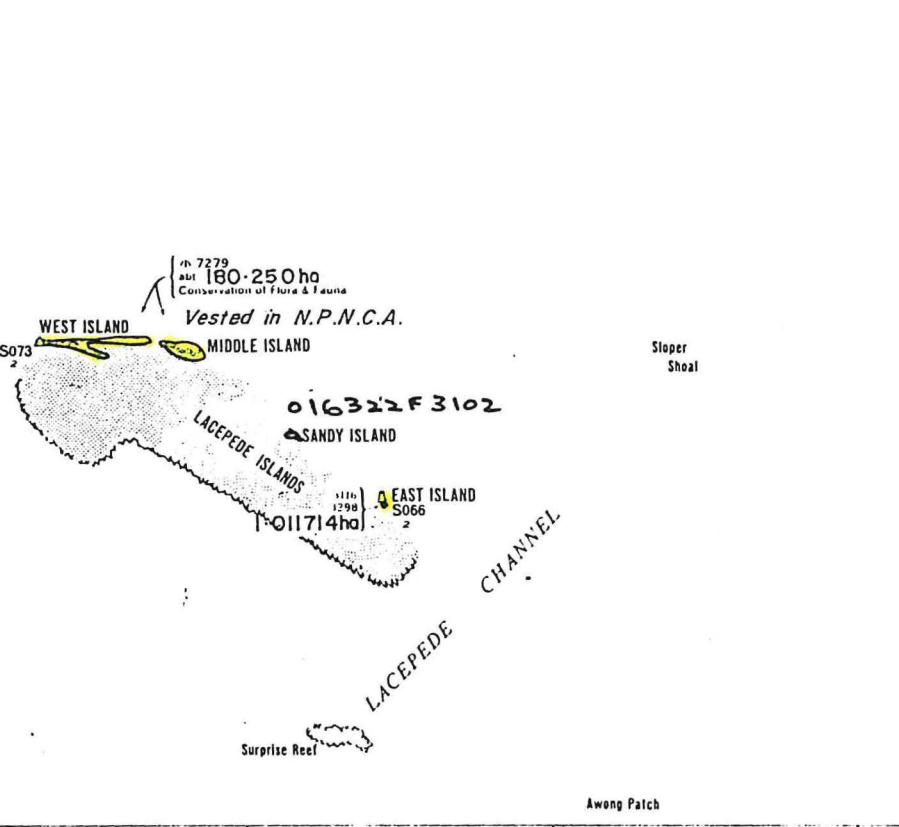 7279
abt 180·250ha
Conservation of Flora & Fauna
Vested in N.P.N.C.A.
WEST ISLAND
S073
2
MIDDLE ISLAND
Sloper
Shoal
016322F3102
SANDY ISLAND
LACEPEDE ISLANDS
EAST ISLAND
1298
S066
2
1·011714ha
LACEPEDE CHANNEL
Surprise Reef
Awong Patch